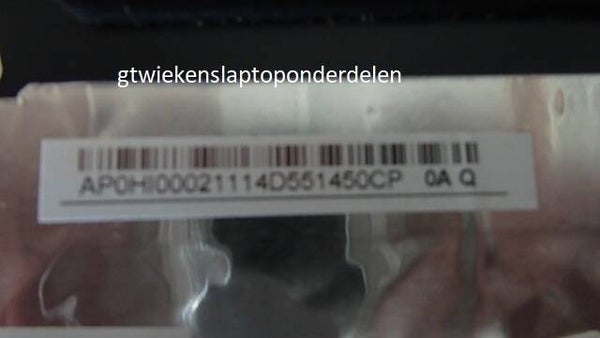 gtwiekenslaptoponderdelen
AP0HI00021114D551450CP 0A Q